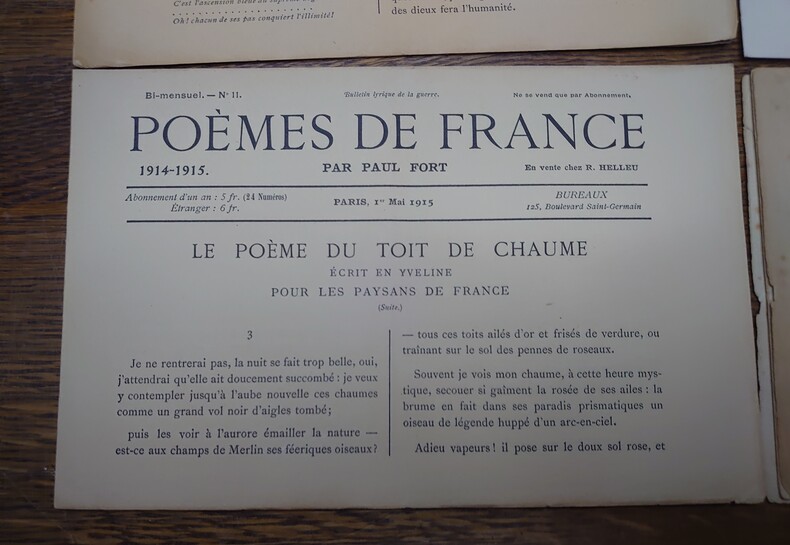 C'est l'ascension
Oh! chacun de ses pas conquiert l'illimité!
des dieux fera l'humanité.
Bi-mensuel. — N° 11.
Bulletin lyrique de la guerre.
Ne se vend que par Abonnement.
POÈMES DE FRANCE
1914-1915.
PAR PAUL FORT
En vente chez R. HELLEU
Abonnement d'un an : 5 fr. (24 Numéros)
Étranger : 6 fr.
PARIS, 1er Mai 1915
BUREAUX
125, Boulevard Saint-Germain
LE POÈME DU TOIT DE CHAUME
ÉCRIT EN YVELINE
POUR LES PAYSANS DE FRANCE
(Suite.)
3
Je ne rentrerai pas, la nuit se fait trop belle, oui,
j'attendrai qu'elle ait doucement succombé : je veux
y contempler jusqu'à l'aube nouvelle ces chaumes
comme un grand vol noir d'aigles tombé;
puis les voir à l'aurore émailler la nature —
est-ce aux champs de Merlin ses féeriques oiseaux?
— tous ces toits ailés d'or et frisés de verdure, ou
traînant sur le sol des pennes de roseaux.
Souvent je vois mon chaume, à cette heure mys-
tique, secouer si gaîment la rosée de ses ailes : la
brume en fait dans ses paradis prismatiques un
oiseau de légende huppé d'un arc-en-ciel.
Adieu vapeurs! il pose sur le doux sol rose, et